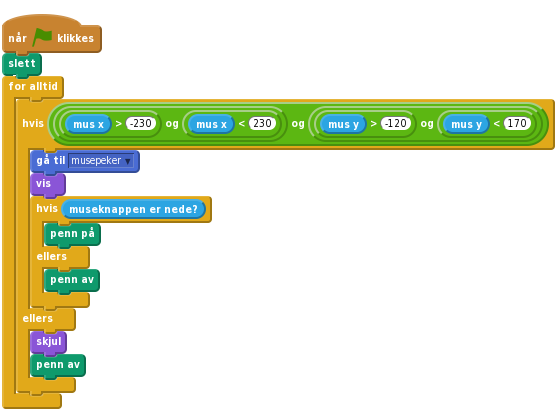 når klikkes
slett
for alltid
hvis mus x > -230 og mus x < 230 og mus y > -120 og mus y < 170
gå til musepeker
vis
hvis museknappen er nede?
penn på
ellers
penn av
ellers
skjul
penn av